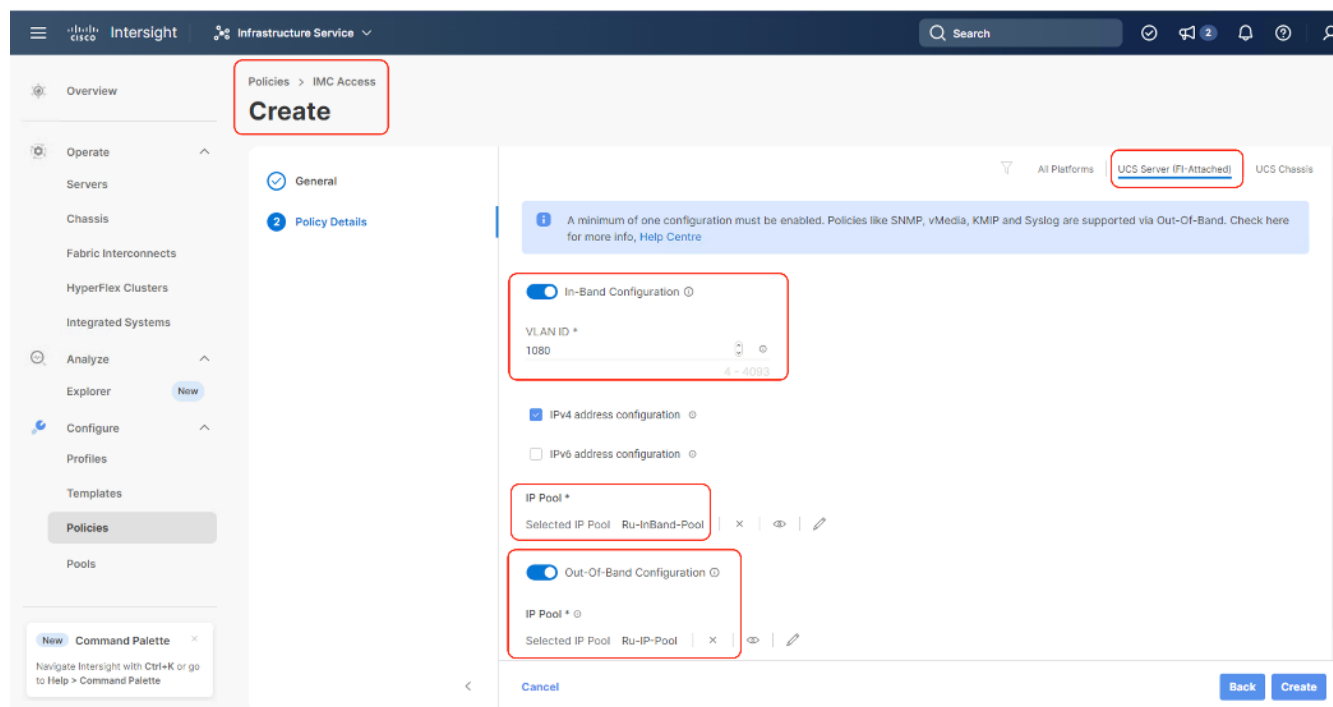 cisco Intersight
Infrastructure Service
Search
2
Overview
Operate
Servers
Chassis
Fabric Interconnects
HyperFlex Clusters
Integrated Systems
Analyze
Explorer New
Configure
Profiles
Templates
Policies
Pools
New Command Palette ×
Navigate Intersight with Ctrl+K or go
to Help > Command Palette
Policies > IMC Access
Create
General
2 Policy Details
All Platforms UCS Server (FI-Attached) UCS Chassis
A minimum of one configuration must be enabled. Policies like SNMP, vMedia, KMIP and Syslog are supported via Out-Of-Band. Check here
for more info, Help Centre
In-Band Configuration
VLAN ID *
1080
4 - 4093
IPv4 address configuration
IPv6 address configuration
IP Pool *
Selected IP Pool Ru-InBand-Pool
Out-Of-Band Configuration
IP Pool *
Selected IP Pool Ru-IP-Pool
Cancel
Back Create